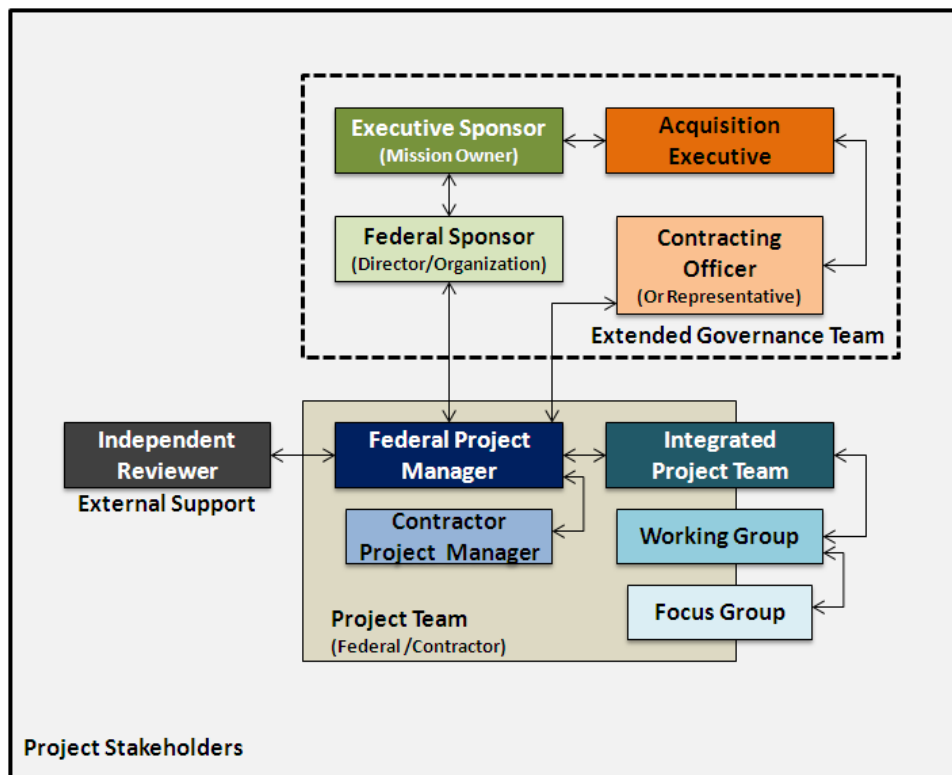 Executive Sponsor
(Mission Owner)
Acquisition
Executive
Federal Sponsor
(Director/Organization)
Contracting
Officer
(Or Representative)
Extended Governance Team
Independent
Reviewer
External Support
Federal Project
Manager
Integrated
Project Team
Contractor
Project Manager
Working Group
Focus Group
Project Team
(Federal /Contractor)
Project Stakeholders